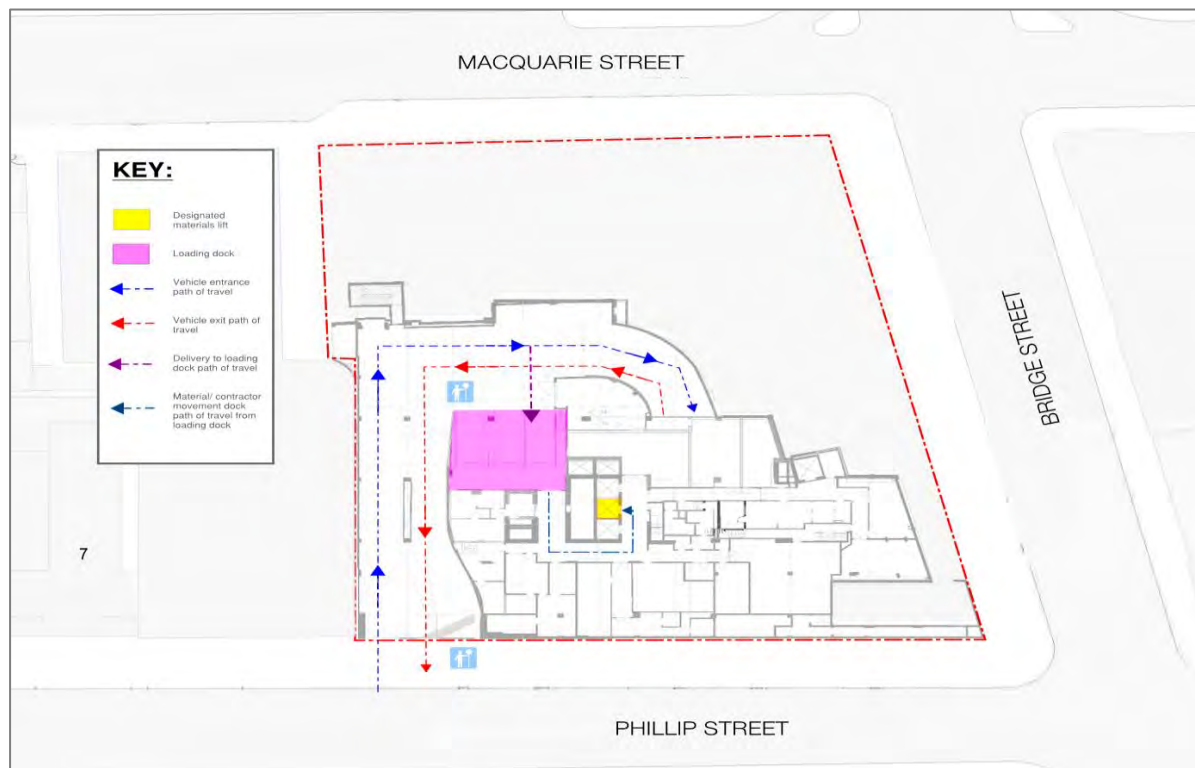 MACQUARIE STREET
KEY:
Designated
materials lift
Loading dock
Vehicle entrance
path of travel
Vehicle exit path of
travel
Delivery to loading
dock path of travel
Material/ contractor
movement dock
path of travel from
loading dock
BRIDGE STREET
7
PHILLIP STREET